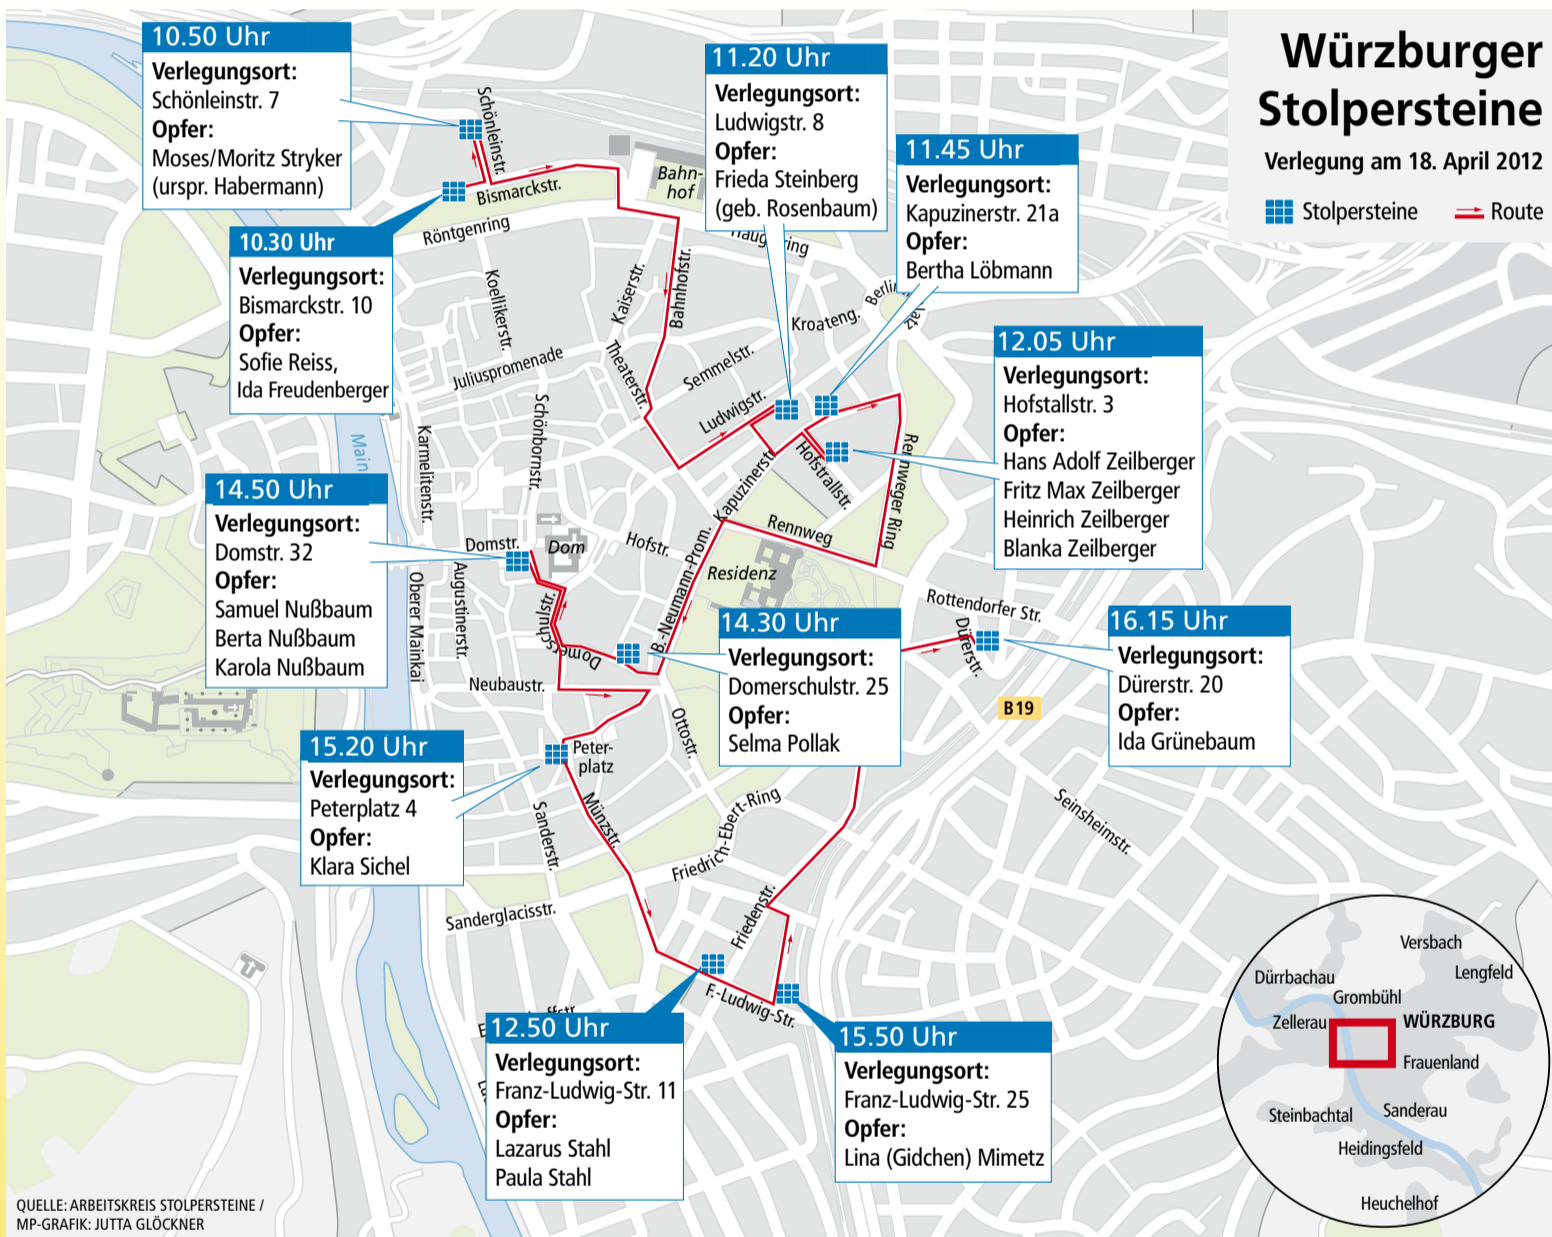 Würzburger
Stolpersteine
Verlegung am 18. April 2012
Stolpersteine
Route
10.50 Uhr
Verlegungsort:
Schönleinstr. 7
Opfer:
Moses/Moritz Stryker
(urspr. Habermann)
10.30 Uhr
Verlegungsort:
Bismarckstr. 10
Opfer:
Sofie Reiss,
Ida Freudenberger
11.20 Uhr
Verlegungsort:
Ludwigstr. 8
Opfer:
Frieda Steinberg
(geb. Rosenbaum)
11.45 Uhr
Verlegungsort:
Kapuzinerstr. 21a
Opfer:
Bertha Löbmann
12.05 Uhr
Verlegungsort:
Hofstallstr. 3
Opfer:
Hans Adolf Zeilberger
Fritz Max Zeilberger
Heinrich Zeilberger
Blanka Zeilberger
14.50 Uhr
Verlegungsort:
Domstr. 32
Opfer:
Samuel Nußbaum
Berta Nußbaum
Karola Nußbaum
14.30 Uhr
Verlegungsort:
Domerschulstr. 25
Opfer:
Selma Pollak
16.15 Uhr
Verlegungsort:
Dürerstr. 20
Opfer:
Ida Grünebaum
15.20 Uhr
Verlegungsort:
Peterplatz 4
Opfer:
Klara Sichel
12.50 Uhr
Verlegungsort:
Franz-Ludwig-Str. 11
Opfer:
Lazarus Stahl
Paula Stahl
15.50 Uhr
Verlegungsort:
Franz-Ludwig-Str. 25
Opfer:
Lina (Gidchen) Mimetz
Schönleinstr.
Bismarckstr.
Bahn-
hof
Röntgenring
Koellikerstr.
Kaiserstr.
Bahnhofstr.
Kroateng.
Juliuspromenade
Theaterstr.
Semmelstr.
Ludwigstr.
Schönbornstr.
Karmelitenstr.
Main
Kapuzinerstr.
Hofstrallstr.
Rennweger Ring
Rennweg
Domstr.
Dom
Hofstr.
B.-Neumann-Prom.
Residenz
Oberer Mainkai
Augustinerstr.
Domerschulstr.
Rottendorfer Str.
Dürerstr.
Neubaustr.
Ottostr.
B19
Peter-
platz
Münzstr.
Sanderstr.
Friedrich-Ebert-Ring
Seinsheimstr.
Sanderglacisstr.
Friedenstr.
F.-Ludwig-Str.
Versbach
Lengfeld
Dürrbachau
Grombühl
Zellerau
WÜRZBURG
Frauenland
Steinbachtal
Sanderau
Heidingsfeld
Heuchelhof
QUELLE: ARBEITSKREIS STOLPERSTEINE /
MP-GRAFIK: JUTTA GLÖCKNER